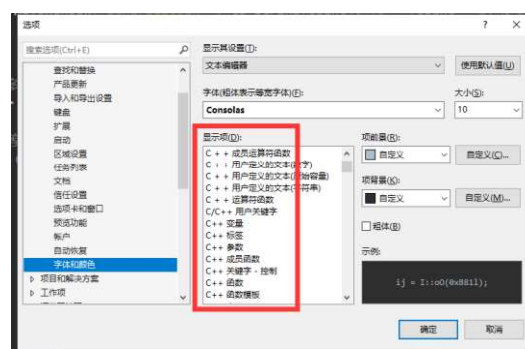 选项
? ×
搜索选项(Ctrl+E)
查找和替换
产品更新
导入和导出设置
键盘
扩展
启动
区域设置
任务列表
文档
信任设置
选项卡和窗口
预览功能
帐户
自动恢复
字体和颜色
项目和解决方案
工作项
显示其设置(T):
文本编辑器
使用默认值(U)
字体(粗体表示等宽字体)(F):
大小(S):
Consolas
10
显示项(D):
C + + 成员运算符函数
C + + 用户定义的文本(数字)
C + + 用户定义的文本(原始容量)
C + + 用户定义的文本(字符串)
C + + 运算符函数
C/C++ 用户关键字
C++ 变量
C++ 标签
C++ 参数
C++ 成员函数
C++ 关键字 - 控制
C++ 函数
C++ 函数模板
项前景(R):
自定义
自定义(C)...
项背景(K):
自定义
自定义(M)...
粗体(B)
示例:
ij = I::oO(0xB81l);
确定
取消